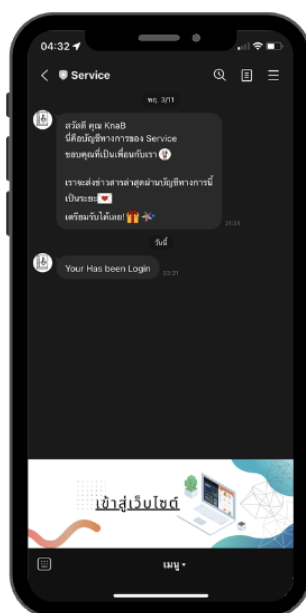 04:32
Service
พฤ. 3/11
สวัสดี คุณ KnaB
นี่คือบัญชีทางการของ Service
ขอบคุณที่เป็นเพื่อนกับเรา
เราจะส่งข่าวสารล่าสุดผ่านบัญชีทางการนี้
เป็นระยะ
เตรียมรับได้เลย!
21:51
วันนี้
Your Has been Login
เข้าสู่เว็บไซต์
เมนู